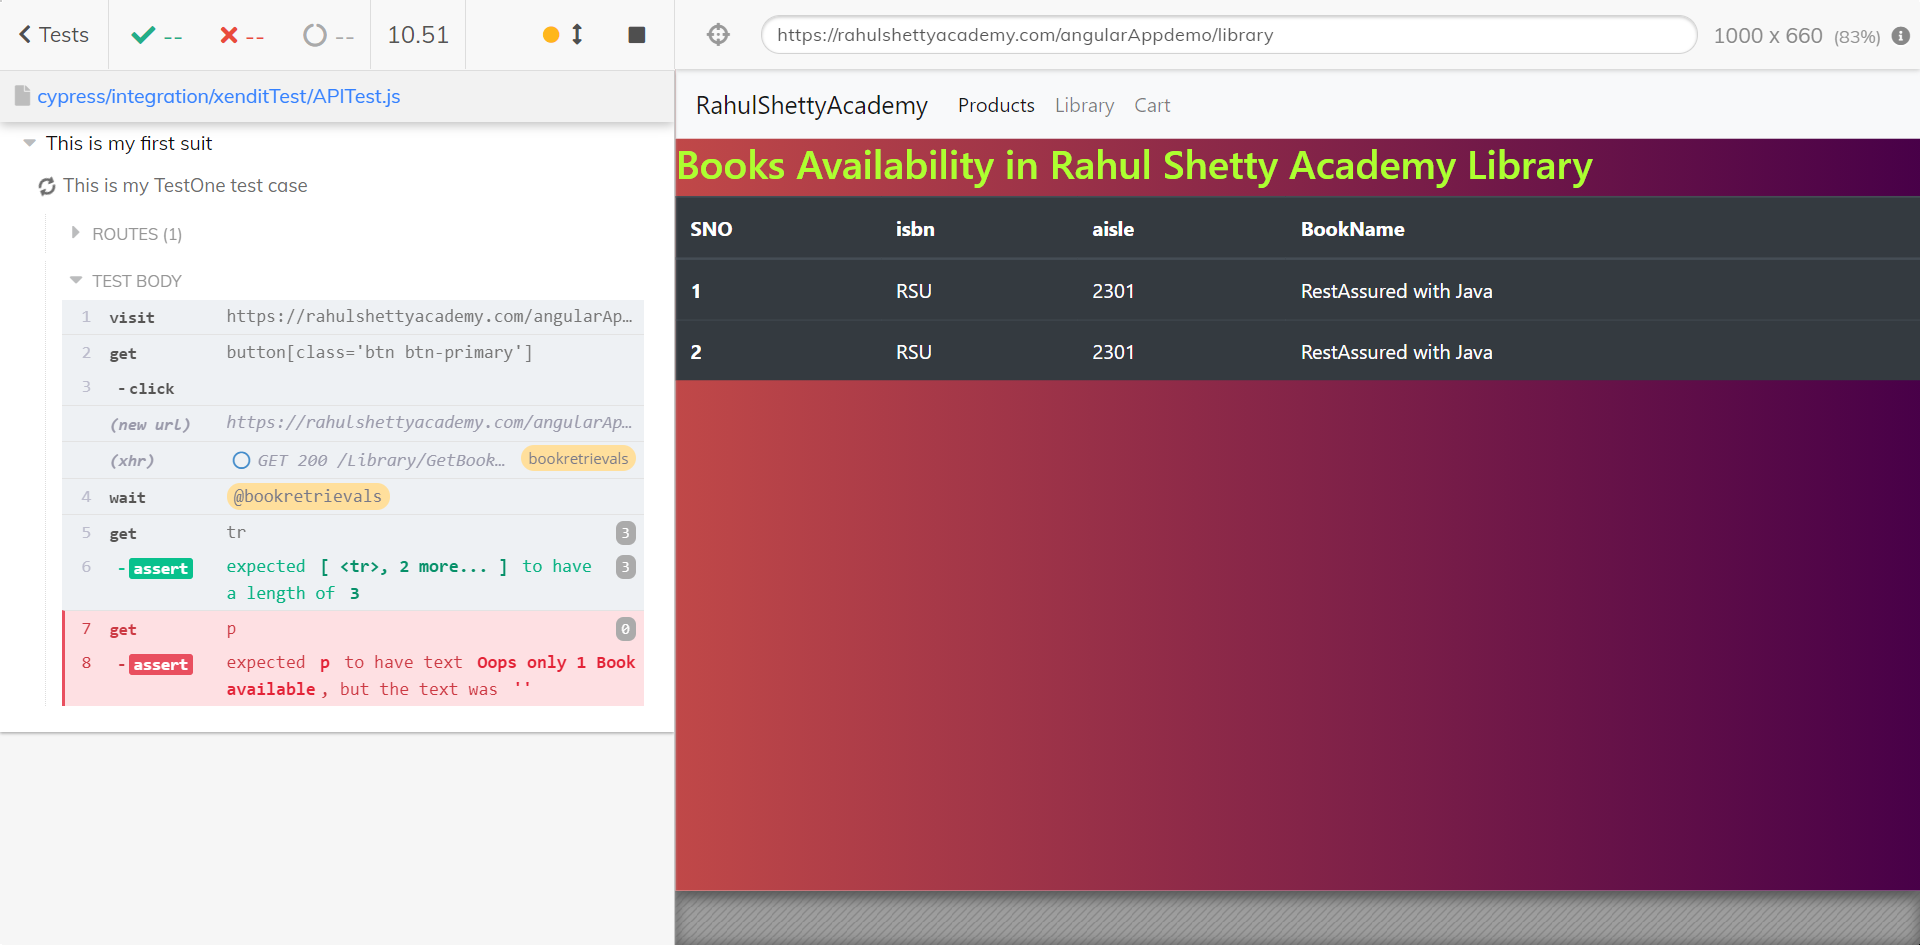 Tests
--
--
--
10.51
https://rahulshettyacademy.com/angularAppdemo/library
1000 x 660 (83%)
cypress/integration/xenditTest/APITest.js
This is my first suit
This is my TestOne test case
ROUTES (1)
TEST BODY
1 visit https://rahulshettyacademy.com/angularAp…
2 get button[class='btn btn-primary']
3 -click
(new url) https://rahulshettyacademy.com/angularAp…
(xhr) GET 200 /Library/GetBook… bookretrievals
4 wait @bookretrievals
5 get tr 3
6 -assert expected [ <tr>, 2 more... ] to have 3
a length of 3
7 get p 0
8 -assert expected p to have text Oops only 1 Book
available, but the text was ''
RahulShettyAcademy Products Library Cart
Books Availability in Rahul Shetty Academy Library
SNO isbn aisle BookName
1 RSU 2301 RestAssured with Java
2 RSU 2301 RestAssured with Java